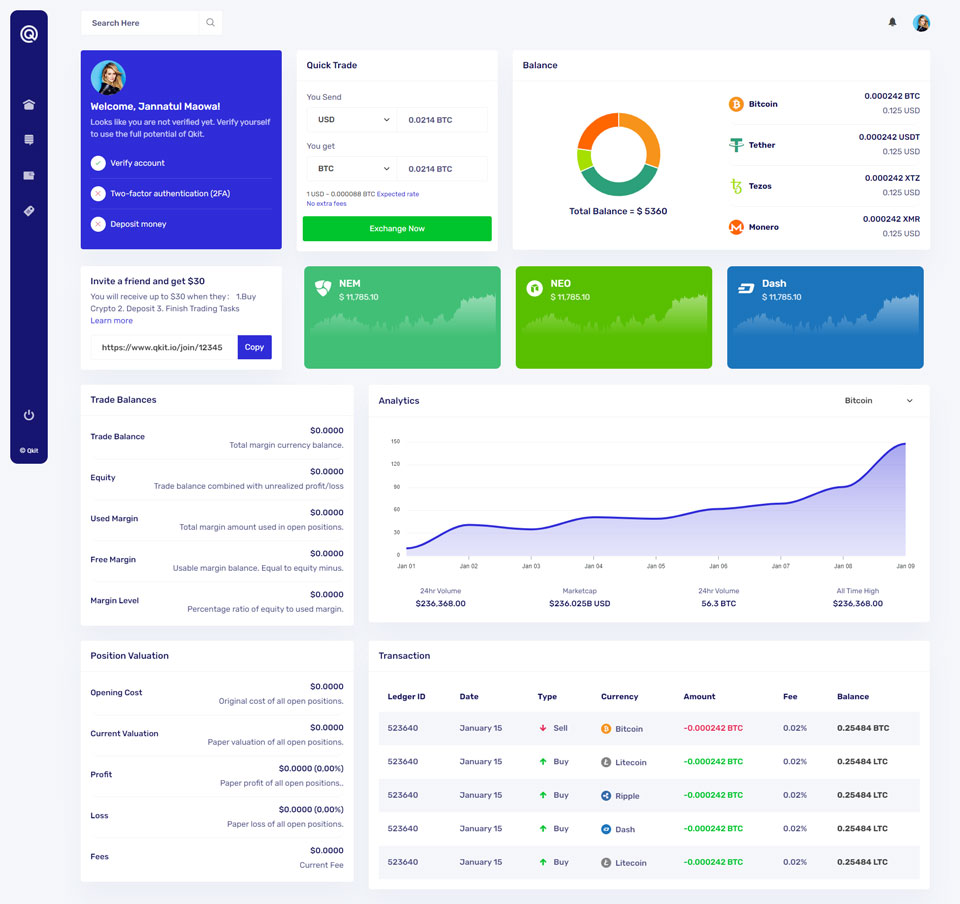 Search Here
Welcome, Jannatul Maowa!
Looks like you are not verified yet. Verify yourself
to use the full potential of Qkit.
Verify account
Two-factor authentication (2FA)
Deposit money
Quick Trade
You Send
USD 0.0214 BTC
You get
BTC 0.0214 BTC
1 USD ~ 0.000088 BTC Expected rate
No extra fees
Exchange Now
Balance
Total Balance = $ 5360
Bitcoin 0.000242 BTC
0.125 USD
Tether 0.000242 USDT
0.125 USD
Tezos 0.000242 XTZ
0.125 USD
Monero 0.000242 XMR
0.125 USD
Invite a friend and get $30
You will receive up to $30 when they： 1.Buy
Crypto 2. Deposit 3. Finish Trading Tasks
Learn more
https://www.qkit.io/join/12345 Copy
NEM
$ 11,785.10
NEO
$ 11,785.10
Dash
$ 11,785.10
© Qkit
Trade Balances
Trade Balance $0.0000
Total margin currency balance.
Equity $0.0000
Trade balance combined with unrealized profit/loss
Used Margin $0.0000
Total margin amount used in open positions.
Free Margin $0.0000
Usable margin balance. Equal to equity minus.
Margin Level $0.0000
Percentage ratio of equity to used margin.
Analytics Bitcoin
150
120
90
60
30
0
Jan 01 Jan 02 Jan 03 Jan 04 Jan 05 Jan 06 Jan 07 Jan 08 Jan 09
24hr Volume Marketcap 24hr Volume All Time High
$236,368.00 $236.025B USD 56.3 BTC $236,368.00
Position Valuation
Opening Cost $0.0000
Original cost of all open positions.
Current Valuation $0.0000
Paper valuation of all open positions.
Profit $0.0000 (0,00%)
Paper profit of all open positions..
Loss $0.0000 (0,00%)
Paper loss of all open positions.
Fees $0.0000
Current Fee
Transaction
Ledger ID Date Type Currency Amount Fee Balance
523640 January 15 Sell Bitcoin -0.000242 BTC 0.02% 0.25484 BTC
523640 January 15 Buy Litecoin -0.000242 BTC 0.02% 0.25484 LTC
523640 January 15 Buy Ripple -0.000242 BTC 0.02% 0.25484 LTC
523640 January 15 Buy Dash -0.000242 BTC 0.02% 0.25484 LTC
523640 January 15 Buy Litecoin -0.000242 BTC 0.02% 0.25484 LTC